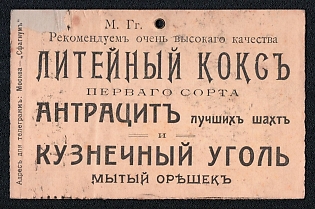 М. Гг.
Рекомендуемъ очень высокаго качества
ЛИТЕЙНЫЙ КОКСЪ
ПЕРВАГО СОРТА
АНТРАЦИТЪ лучшихъ шахтъ
и
КУЗНЕЧНЫЙ УГОЛЬ
МЫТЫЙ ОРѢШЕКЪ
Адресъ для телеграммъ: Москва — „Сфагнумъ"